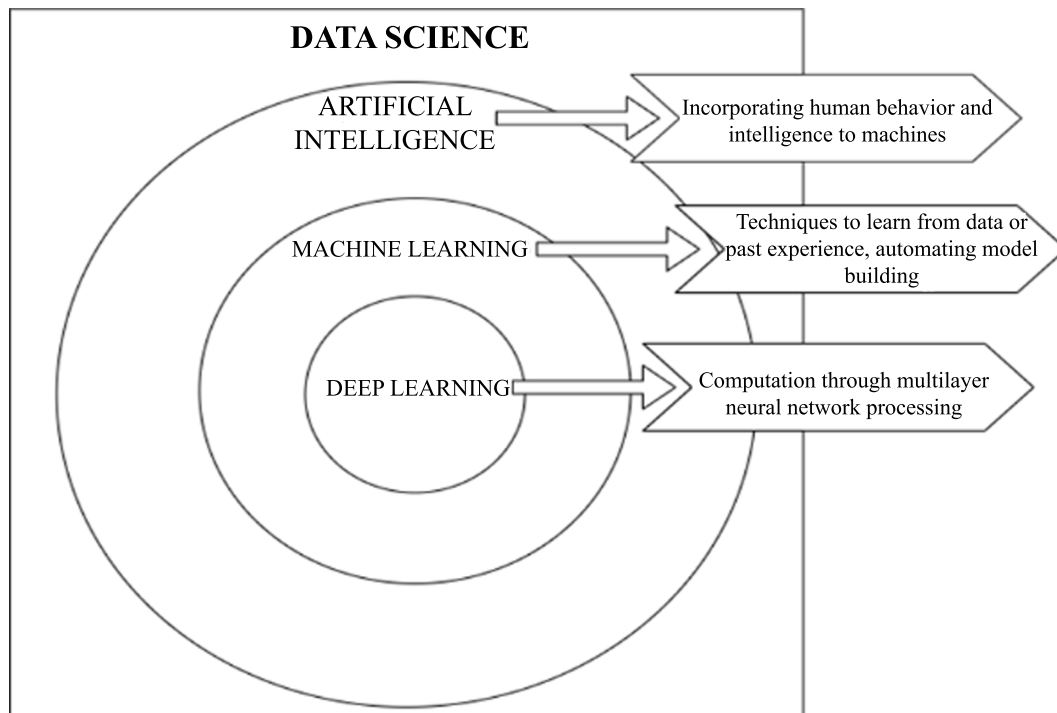 DATA SCIENCE
ARTIFICIAL
INTELLIGENCE
Incorporating human behavior and
intelligence to machines
MACHINE LEARNING
Techniques to learn from data or
past experience, automating model
building
DEEP LEARNING
Computation through multilayer
neural network processing